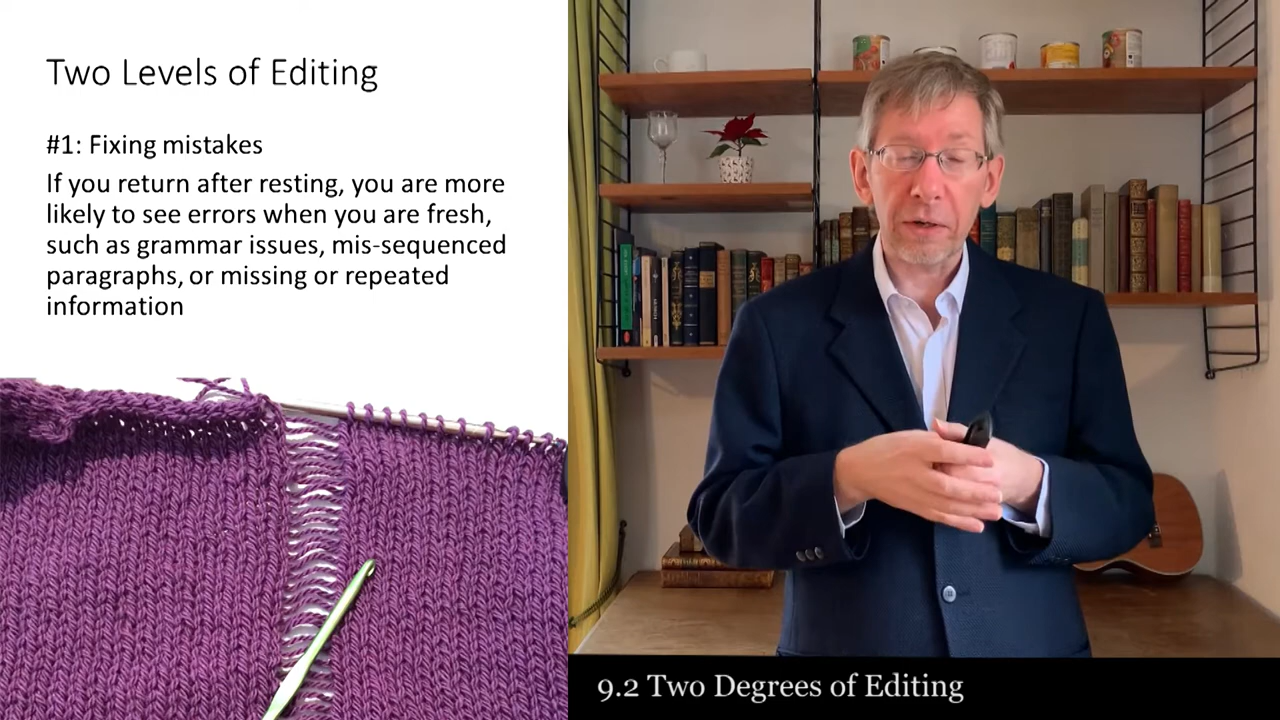 Two Levels of Editing
#1: Fixing mistakes
If you return after resting, you are more
likely to see errors when you are fresh,
such as grammar issues, mis-sequenced
paragraphs, or missing or repeated
information
9.2 Two Degrees of Editing